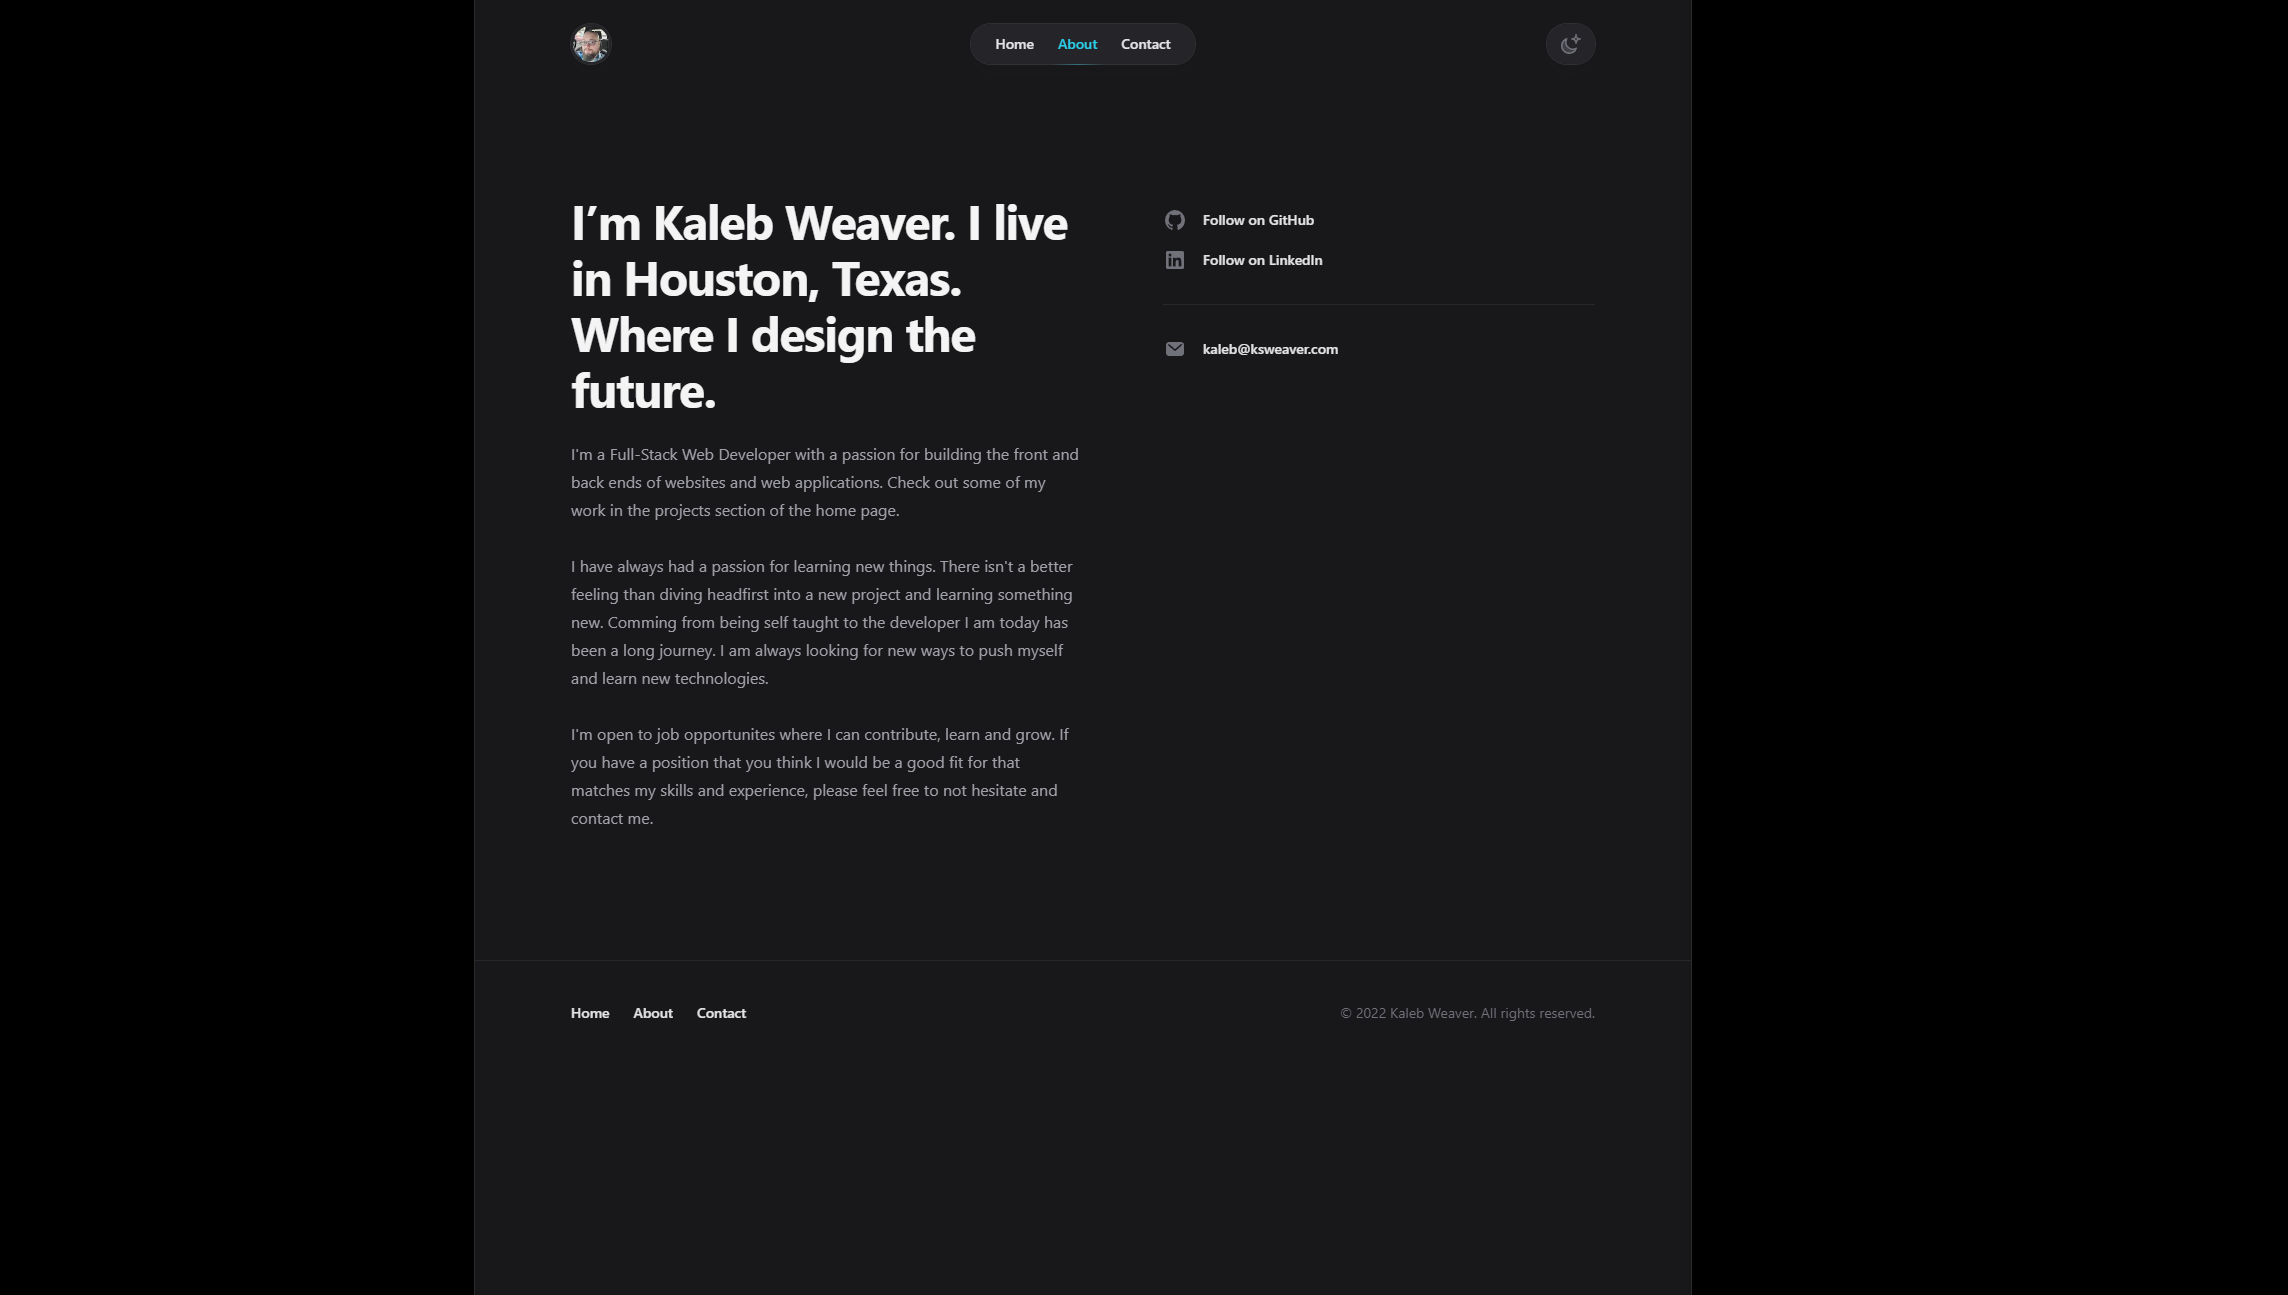 Home About Contact
I’m Kaleb Weaver. I live
in Houston, Texas.
Where I design the
future.
I'm a Full-Stack Web Developer with a passion for building the front and
back ends of websites and web applications. Check out some of my
work in the projects section of the home page.
I have always had a passion for learning new things. There isn't a better
feeling than diving headfirst into a new project and learning something
new. Comming from being self taught to the developer I am today has
been a long journey. I am always looking for new ways to push myself
and learn new technologies.
I'm open to job opportunites where I can contribute, learn and grow. If
you have a position that you think I would be a good fit for that
matches my skills and experience, please feel free to not hesitate and
contact me.
Follow on GitHub
Follow on LinkedIn
kaleb@ksweaver.com
Home About Contact
© 2022 Kaleb Weaver. All rights reserved.